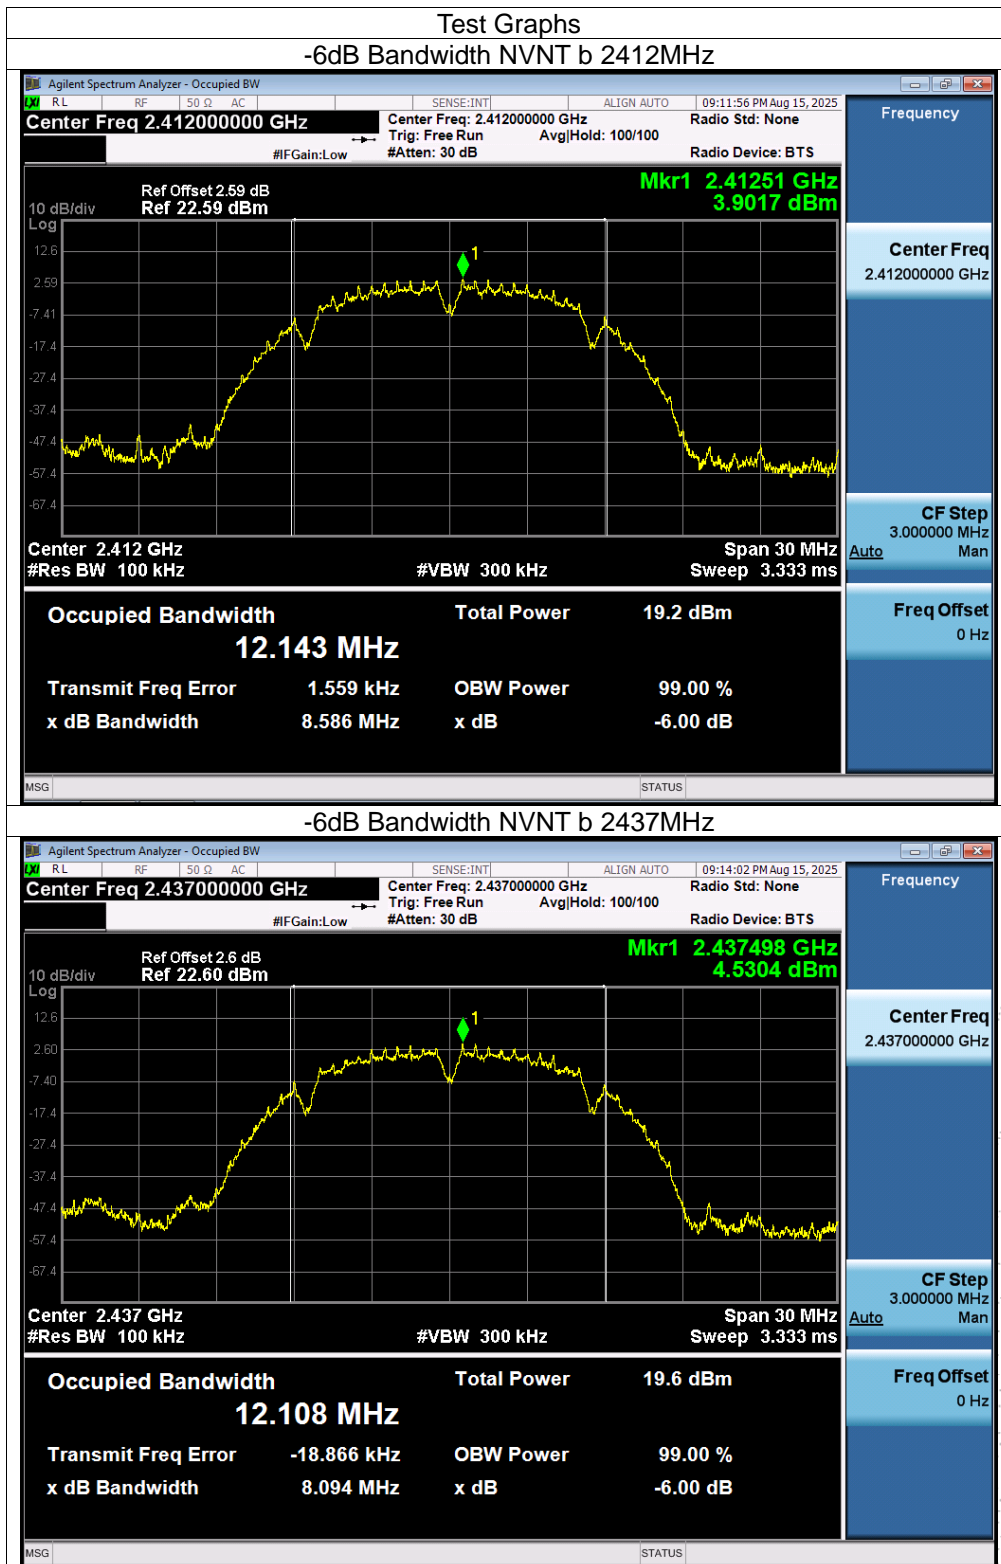 Test Graphs
-6dB Bandwidth NVNT b 2412MHz
Agilent Spectrum Analyzer - Occupied BW
LXI RL RF 50 Ω AC SENSE:INT ALIGN AUTO 09:11:56 PM Aug 15, 2025
Center Freq 2.412000000 GHz
Center Freq: 2.412000000 GHz Radio Std: None
Trig: Free Run Avg|Hold: 100/100
#IFGain:Low #Atten: 30 dB Radio Device: BTS
Frequency
Mkr1 2.41251 GHz
3.9017 dBm
Ref Offset 2.59 dB
10 dB/div Ref 22.59 dBm
Log
12.6
2.59
-7.41
-17.4
-27.4
-37.4
-47.4
-57.4
-67.4
1
Center Freq
2.412000000 GHz
Center 2.412 GHz Span 30 MHz
#Res BW 100 kHz #VBW 300 kHz Sweep 3.333 ms
CF Step
3.000000 MHz
Auto Man
Occupied Bandwidth Total Power 19.2 dBm
12.143 MHz
Transmit Freq Error 1.559 kHz OBW Power 99.00 %
x dB Bandwidth 8.586 MHz x dB -6.00 dB
Freq Offset
0 Hz
MSG STATUS
-6dB Bandwidth NVNT b 2437MHz
Agilent Spectrum Analyzer - Occupied BW
LXI RL RF 50 Ω AC SENSE:INT ALIGN AUTO 09:14:02 PM Aug 15, 2025
Center Freq 2.437000000 GHz
Center Freq: 2.437000000 GHz Radio Std: None
Trig: Free Run Avg|Hold: 100/100
#IFGain:Low #Atten: 30 dB Radio Device: BTS
Frequency
Mkr1 2.437498 GHz
4.5304 dBm
Ref Offset 2.6 dB
10 dB/div Ref 22.60 dBm
Log
12.6
2.60
-7.40
-17.4
-27.4
-37.4
-47.4
-57.4
-67.4
1
Center Freq
2.437000000 GHz
Center 2.437 GHz Span 30 MHz
#Res BW 100 kHz #VBW 300 kHz Sweep 3.333 ms
CF Step
3.000000 MHz
Auto Man
Occupied Bandwidth Total Power 19.6 dBm
12.108 MHz
Transmit Freq Error -18.866 kHz OBW Power 99.00 %
x dB Bandwidth 8.094 MHz x dB -6.00 dB
Freq Offset
0 Hz
MSG STATUS